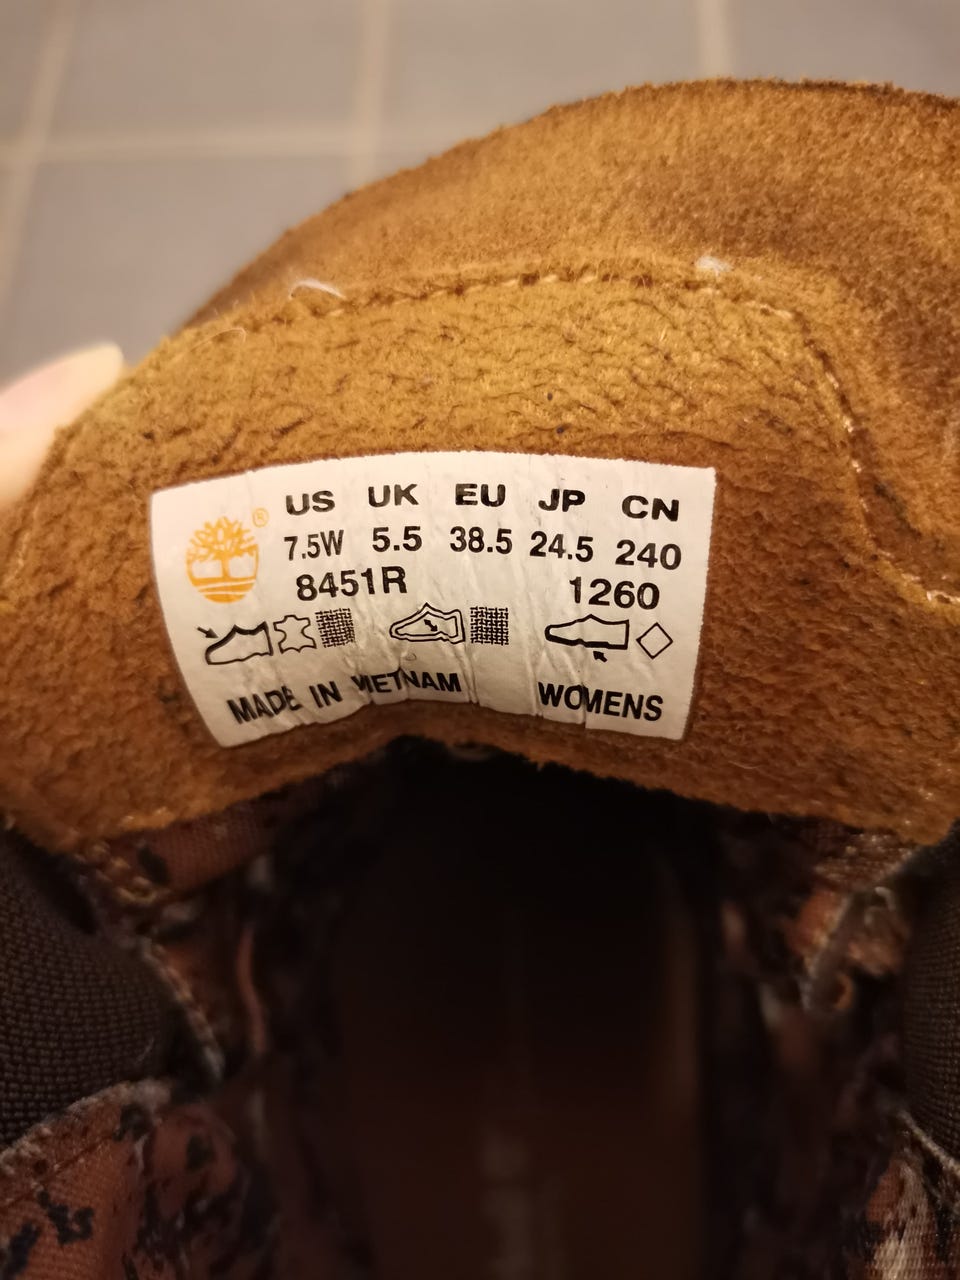 ®
US UK EU JP CN
7.5W 5.5 38.5 24.5 240
8451R 1260
MADE IN VIETNAM WOMENS